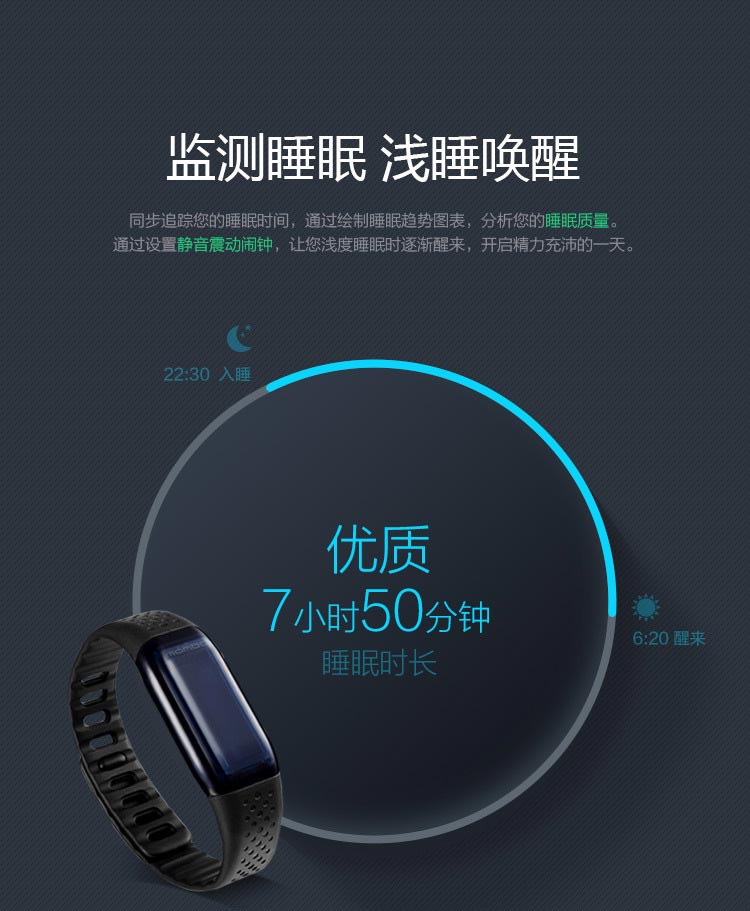 监测睡眠 浅睡唤醒
同步追踪您的睡眠时间，通过绘制睡眠趋势图表，分析您的睡眠质量。
通过设置静音震动闹钟，让您浅度睡眠时逐渐醒来，开启精力充沛的一天。
22:30 入睡
优质
7小时50分钟
睡眠时长
6:20 醒来